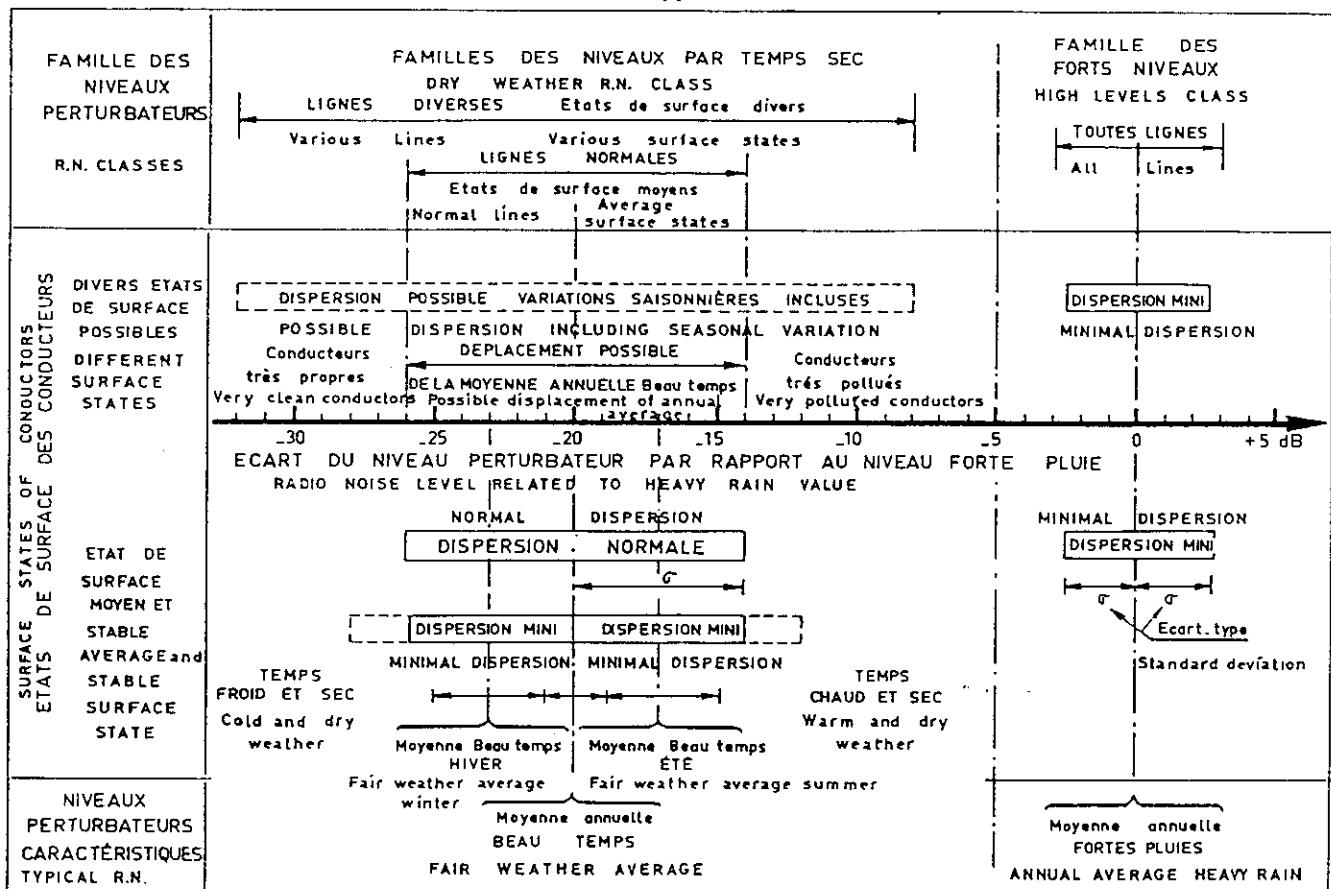 FAMILLE DES
NIVEAUX
PERTURBATEURS
R.N. CLASSES
FAMILLES DES NIVEAUX PAR TEMPS SEC
DRY WEATHER R.N. CLASS
LIGNES DIVERSES Etats de surface divers
Various Lines Various surface states
LIGNES NORMALES
Etats de surface moyens
Normal lines Average
surface states
FAMILLE DES
FORTS NIVEAUX
HIGH LEVELS CLASS
TOUTES LIGNES
All Lines
SURFACE STATES OF CONDUCTORS
ETATS DE SURFACE DES CONDUCTEURS
DIVERS ETATS
DE SURFACE
POSSIBLES
DIFFERENT
SURFACE
STATES
DISPERSION POSSIBLE VARIATIONS SAISONNIÈRES INCLUSES
POSSIBLE DISPERSION INCLUDING SEASONAL VARIATION
Conducteurs
très propres
Very clean conductors
DEPLACEMENT POSSIBLE
DE LA MOYENNE ANNUELLE Beau temps
Possible displacement of annual
average
Conducteurs
trés pollués
Very pollured conductors
DISPERSION MINI
MINIMAL DISPERSION
_30 _25 _20 _15 _10 _5 0 +5 dB
ECART DU NIVEAU PERTURBATEUR PAR RAPPORT AU NIVEAU FORTE PLUIE
RADIO NOISE LEVEL RELATED TO HEAVY RAIN VALUE
ETAT DE
SURFACE
MOYEN ET
STABLE
AVERAGE and
STABLE
SURFACE
STATE
NORMAL DISPERSION
DISPERSION NORMALE
σ
DISPERSION MINI DISPERSION MINI
MINIMAL DISPERSION MINIMAL DISPERSION
TEMPS
FROID ET SEC
Cold and dry
weather
TEMPS
CHAUD ET SEC
Warm and dry
weather
Moyenne Beau temps
HIVER
Fair weather average
winter
Moyenne Beau temps
ÉTÉ
Fair weather average summer
MINIMAL DISPERSION
DISPERSION MINI
σ σ
Ecart.type
Standard deviation
NIVEAUX
PERTURBATEURS
CARACTÉRISTIQUES
TYPICAL R.N.
Moyenne annuelle
BEAU TEMPS
FAIR WEATHER AVERAGE
Moyenne annuelle
FORTES PLUIES
ANNUAL AVERAGE HEAVY RAIN